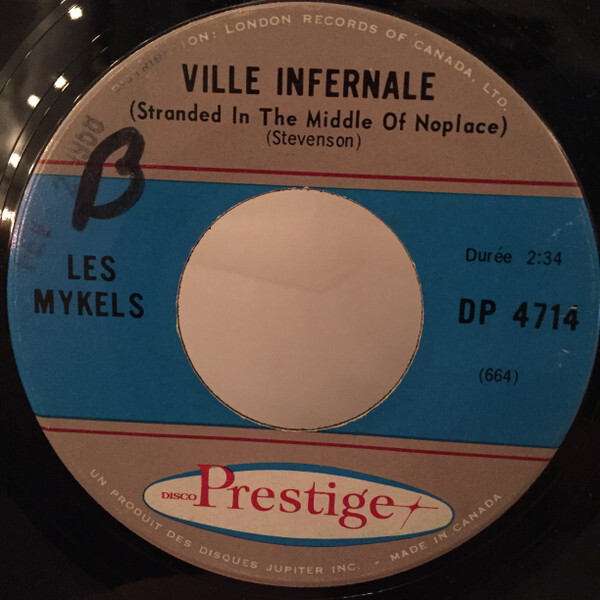 DISTRIBUTION: LONDON RECORDS OF CANADA, LTD.
VILLE INFERNALE
(Stranded In The Middle Of Noplace)
(Stevenson)
B
LES
MYKELS
Durée 2:34
DP 4714
(664)
DISCO Prestige
UN PRODUIT DES DISQUES JUPITER INC. - MADE IN CANADA